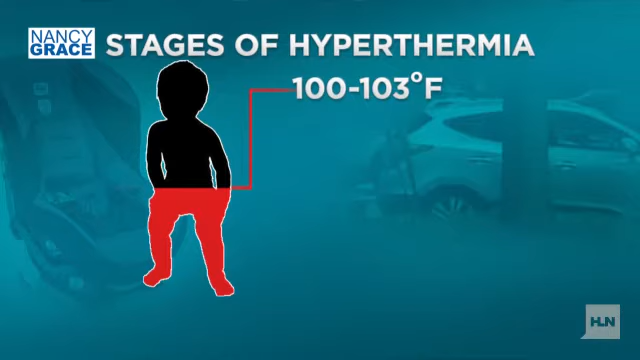 NANCY
GRACE
STAGES OF HYPERTHERMIA
100-103°F
HLN